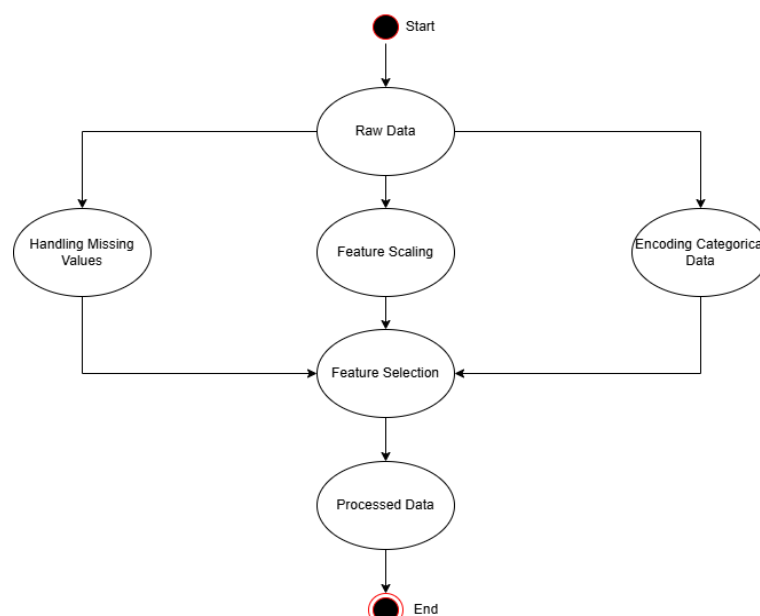 Start
Raw Data
Handling Missing
Values
Feature Scaling
Encoding Categorica
Data
Feature Selection
Processed Data
End